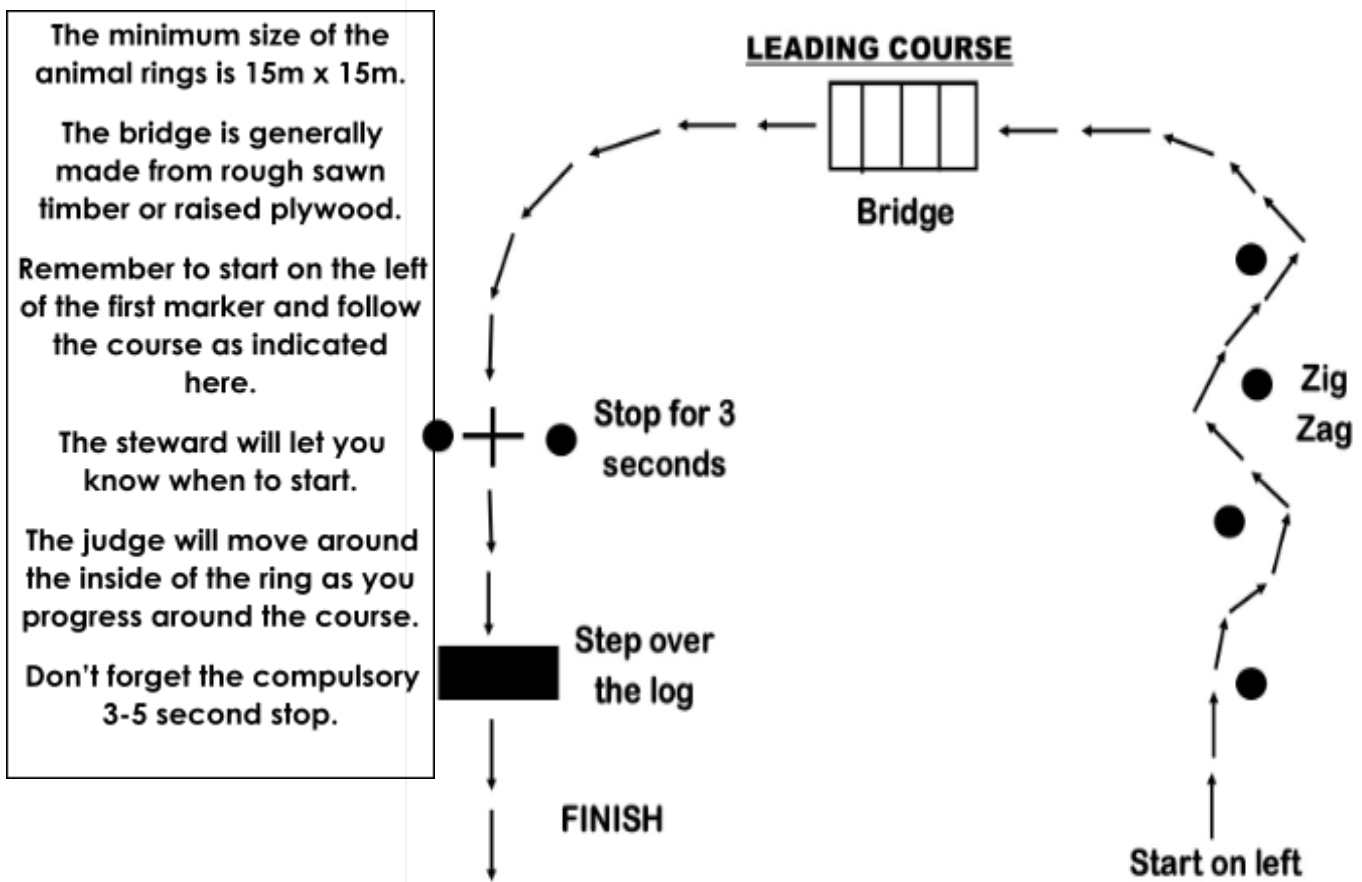 The minimum size of the
animal rings is 15m x 15m.
The bridge is generally
made from rough sawn
timber or raised plywood.
Remember to start on the left
of the first marker and follow
the course as indicated
here.
The steward will let you
know when to start.
The judge will move around
the inside of the ring as you
progress around the course.
Don't forget the compulsory
3-5 second stop.
LEADING COURSE
Bridge
Zig
Zag
Stop for 3
seconds
Step over
the log
FINISH
Start on left